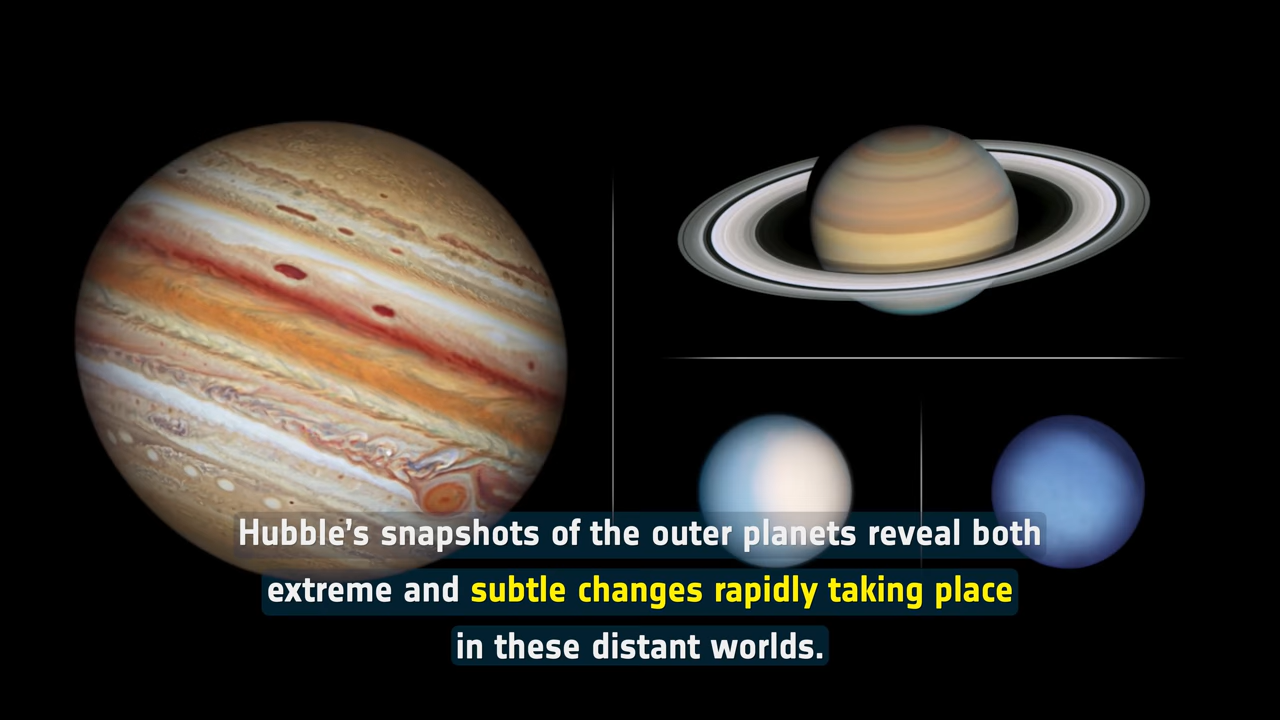 Hubble’s snapshots of the outer planets reveal both
extreme and subtle changes rapidly taking place
in these distant worlds.